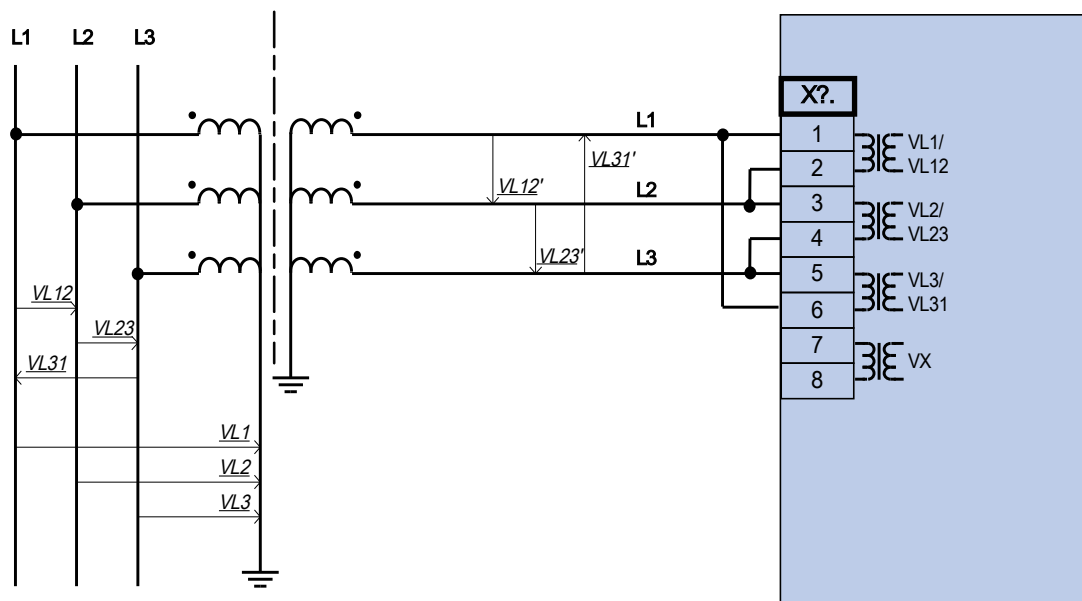 L1 L2 L3
X?.
L1
1
VL1/
VL12
VL31'
2
VL12'
L2
3
VL2/
VL23
4
VL23'
L3
5
VL3/
VL31
6
VL12
VL23
VL31
7
VX
8
VL1
VL2
VL3